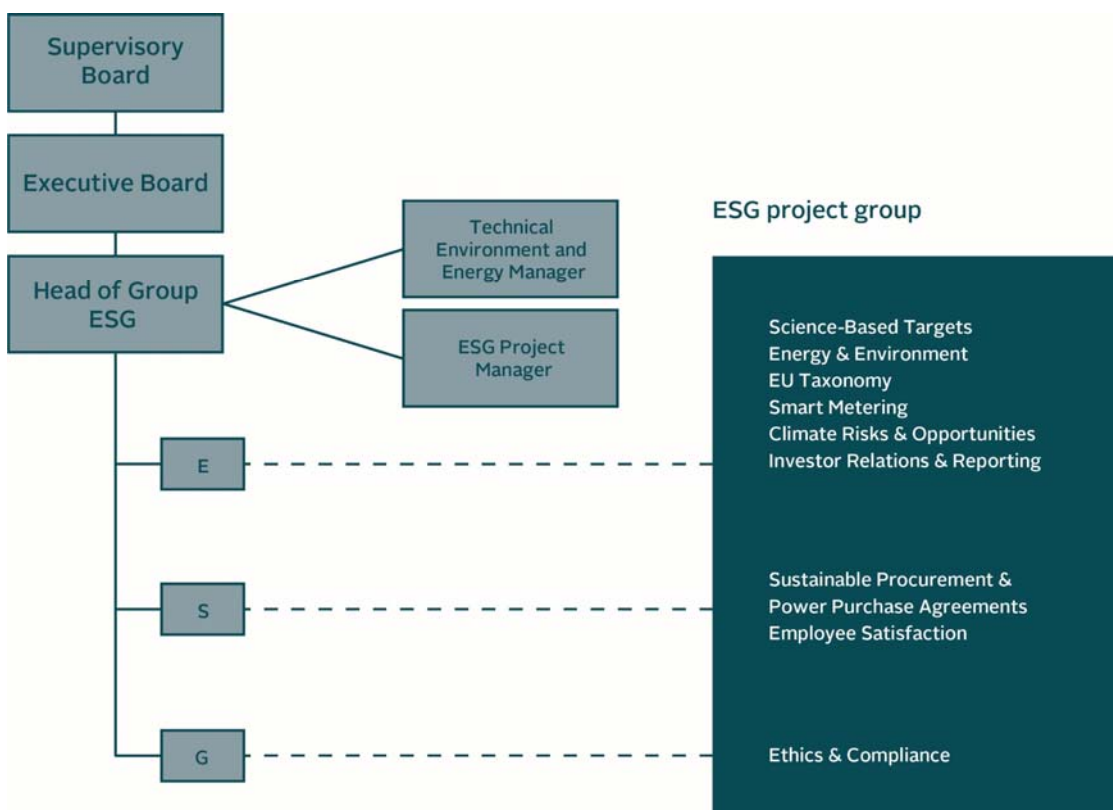 Supervisory
Board
Executive Board
Head of Group
ESG
Technical
Environment and
Energy Manager
ESG Project
Manager
E
S
G
ESG project group
Science-Based Targets
Energy & Environment
EU Taxonomy
Smart Metering
Climate Risks & Opportunities
Investor Relations & Reporting
Sustainable Procurement &
Power Purchase Agreements
Employee Satisfaction
Ethics & Compliance